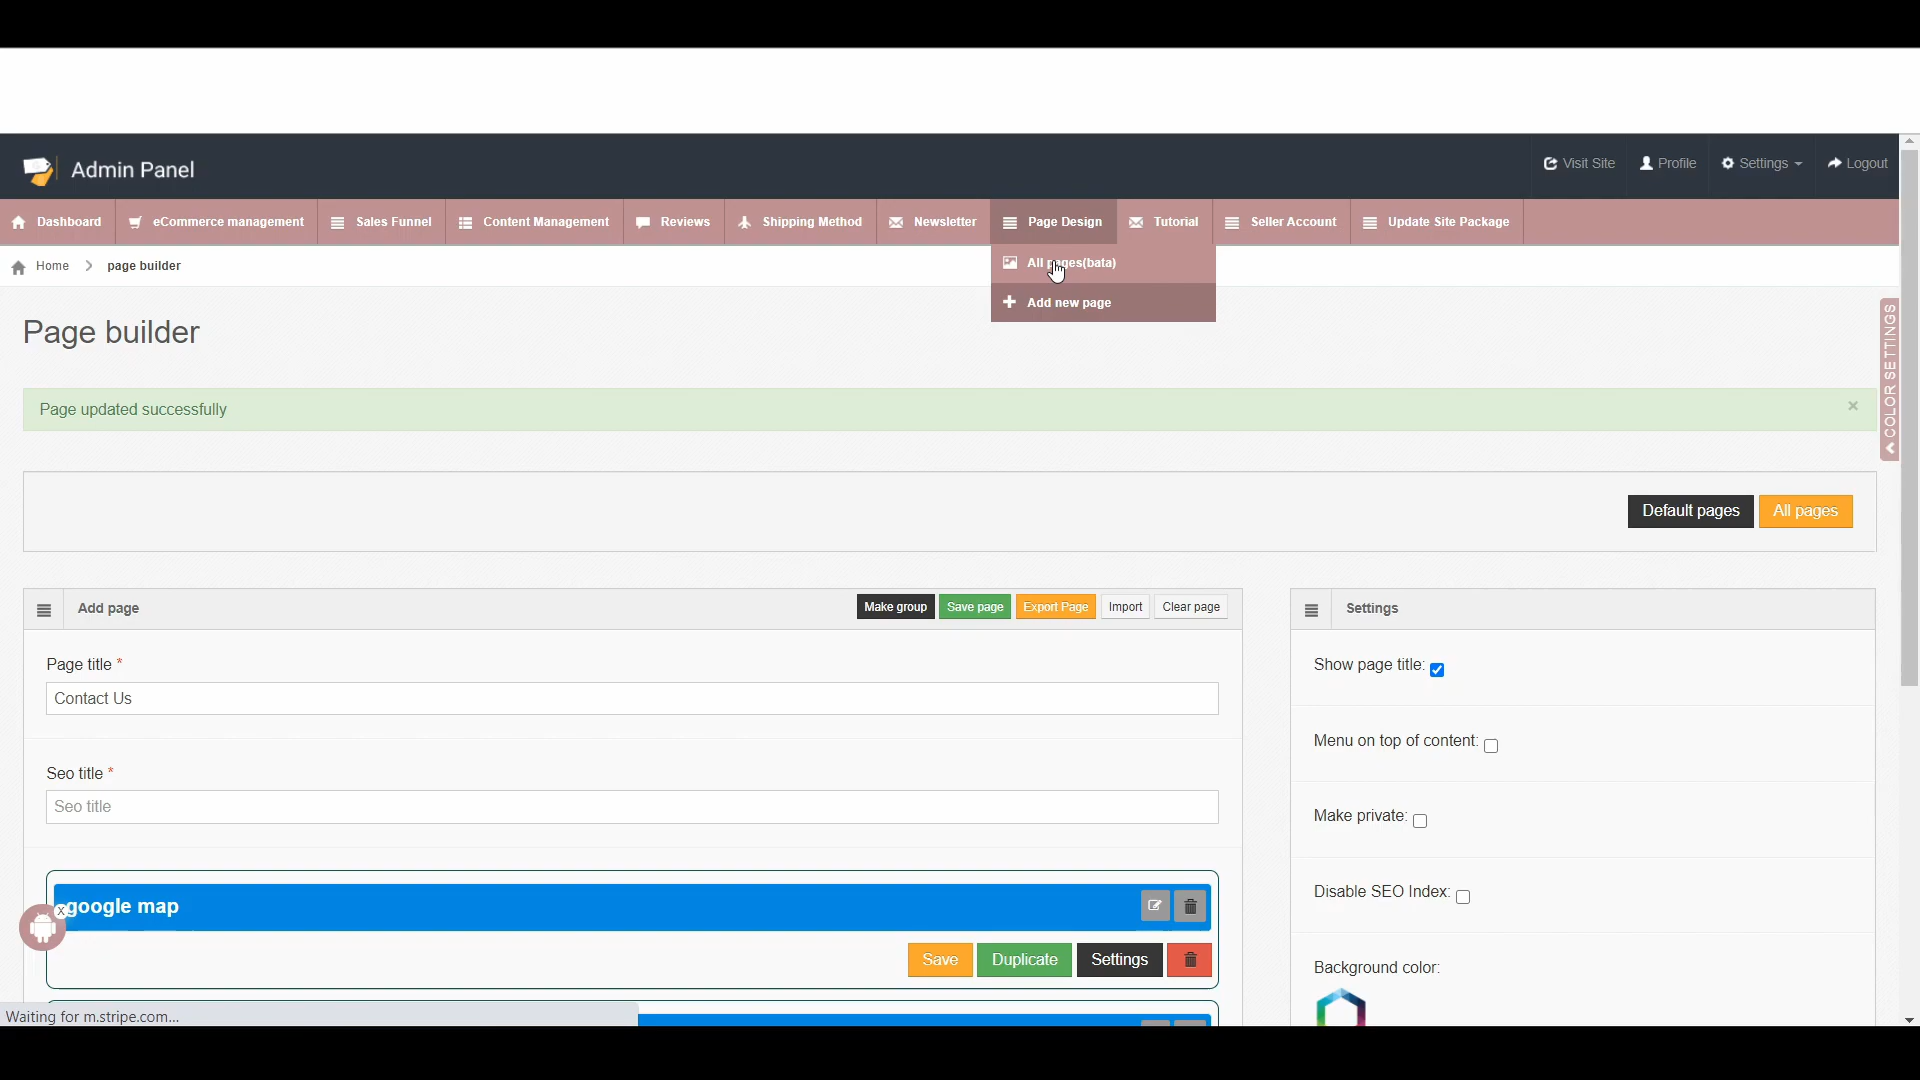 Admin Panel
Visit Site
Profile
Settings
Logout
Dashboard
eCommerce management
Sales Funnel
Content Management
Reviews
Shipping Method
Newsletter
Page Design
Tutorial
Seller Account
Update Site Package
Home
page builder
All pages(bata)
Add new page
Page builder
COLOR SETTINGS
Page updated successfully
×
Default pages
All pages
Add page
Make group
Save page
Export Page
Import
Clear page
Settings
Page title *
Show page title:
Contact Us
Menu on top of content:
Seo title *
Seo title
Make private:
Disable SEO Index:
X
google map
Save
Duplicate
Settings
Background color:
Waiting for m.stripe.com...